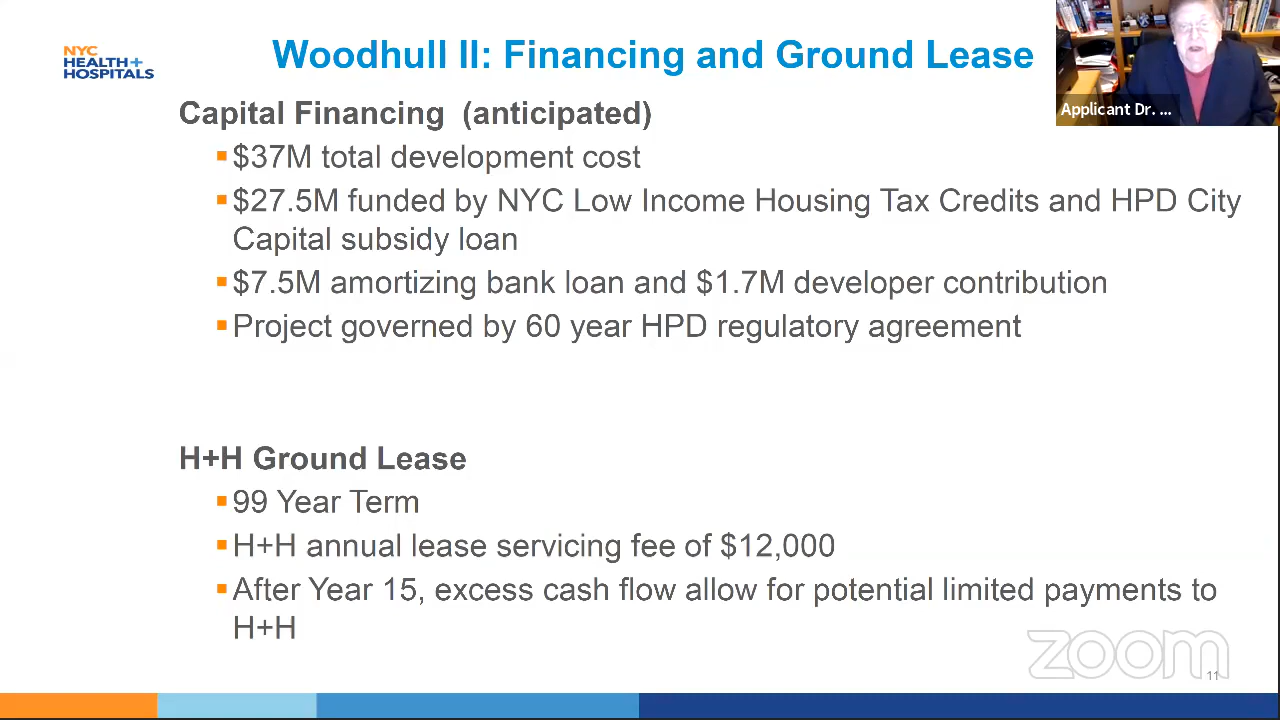 NYC
HEALTH+
HOSPITALS
Woodhull II: Financing and Ground Lease
Applicant Dr. ...
Capital Financing (anticipated)
$37M total development cost
$27.5M funded by NYC Low Income Housing Tax Credits and HPD City
Capital subsidy loan
$7.5M amortizing bank loan and $1.7M developer contribution
Project governed by 60 year HPD regulatory agreement
H+H Ground Lease
99 Year Term
H+H annual lease servicing fee of $12,000
After Year 15, excess cash flow allow for potential limited payments to
H+H
zoom
11